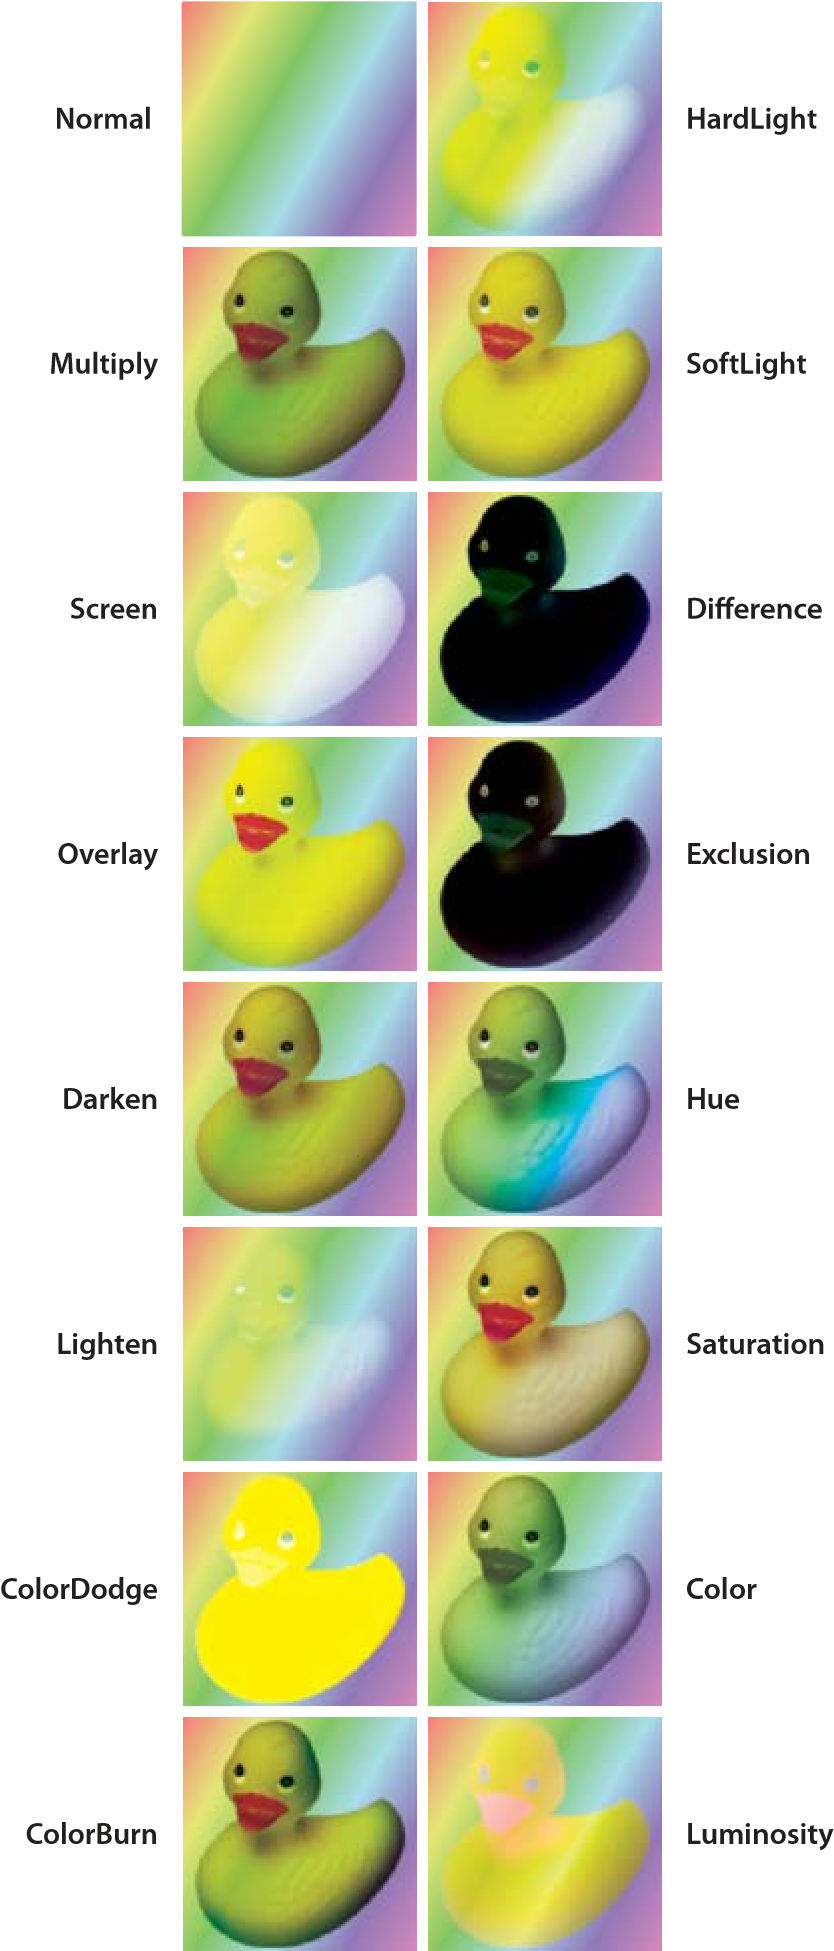 Normal
HardLight
Multiply
SoftLight
Screen
Difference
Overlay
Exclusion
Darken
Hue
Lighten
Saturation
ColorDodge
Color
ColorBurn
Luminosity